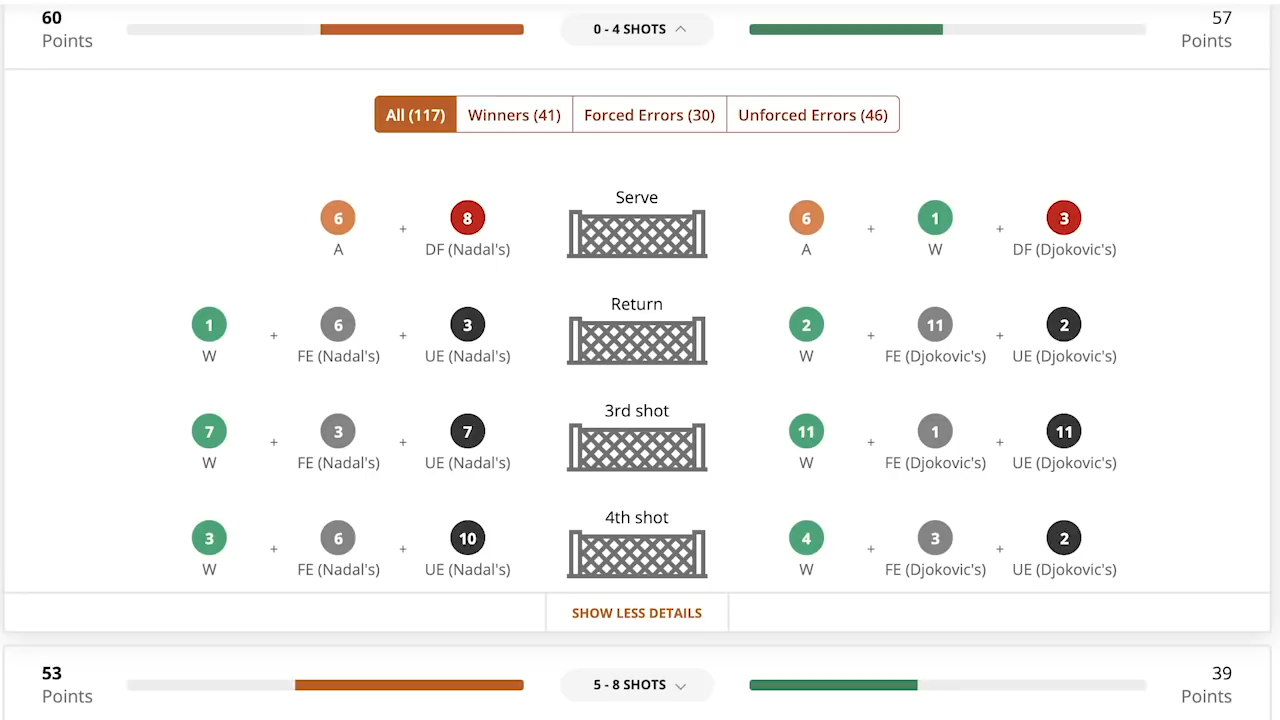 60
Points
0 - 4 SHOTS
57
Points
All (117)
Winners (41)
Forced Errors (30)
Unforced Errors (46)
Serve
6 + 8
A DF (Nadal's)
6 + 1 + 3
A W DF (Djokovic's)
Return
1 + 6 + 3
W FE (Nadal's) UE (Nadal's)
2 + 11 + 2
W FE (Djokovic's) UE (Djokovic's)
3rd shot
7 + 3 + 7
W FE (Nadal's) UE (Nadal's)
11 + 1 + 11
W FE (Djokovic's) UE (Djokovic's)
4th shot
3 + 6 + 10
W FE (Nadal's) UE (Nadal's)
4 + 3 + 2
W FE (Djokovic's) UE (Djokovic's)
SHOW LESS DETAILS
53
Points
5 - 8 SHOTS
39
Points